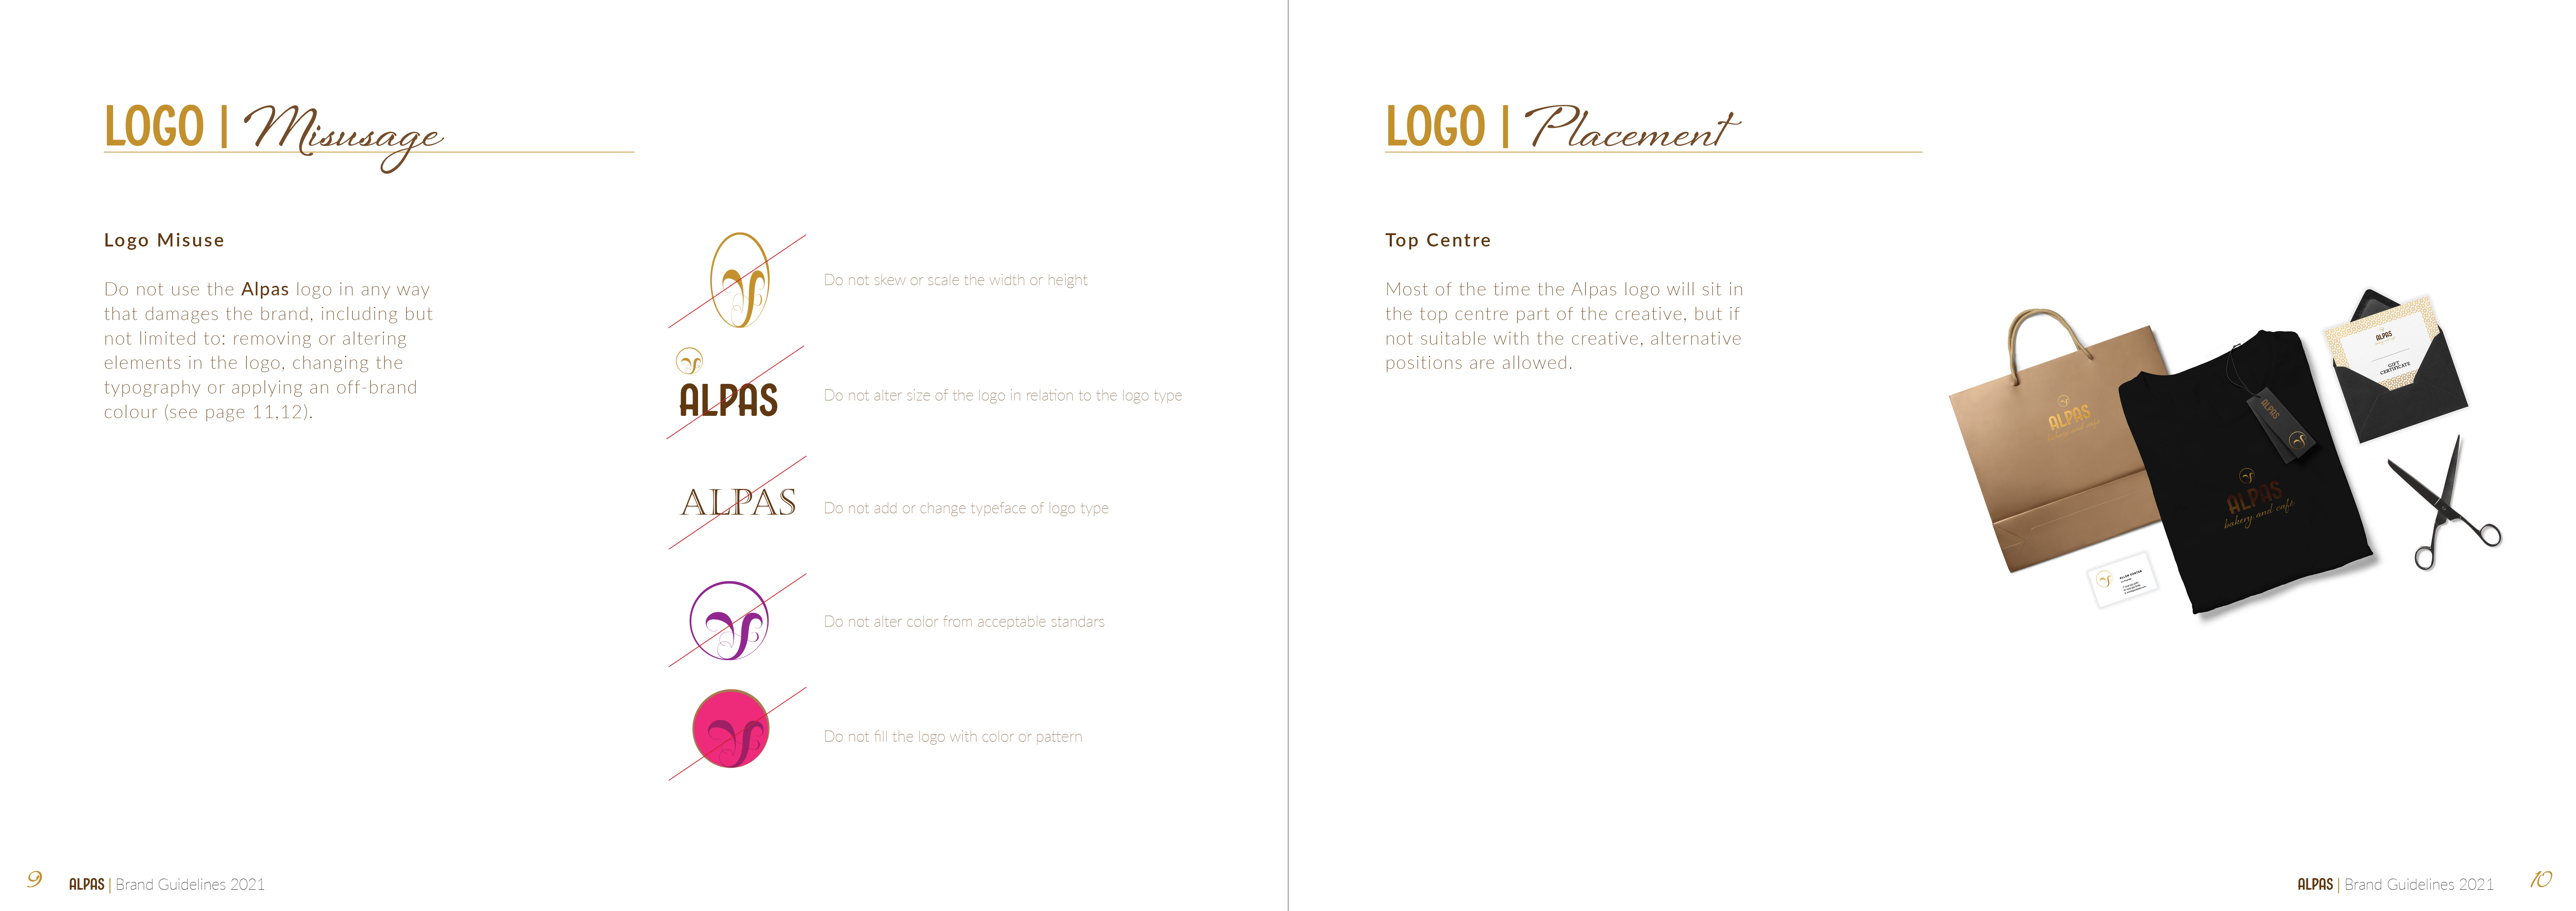 LOGO | Misusage
Logo Misuse
Do not use the Alpas logo in any way
that damages the brand, including but
not limited to: removing or altering
elements in the logo, changing the
typography or applying an off-brand
colour (see page 11,12).
Do not skew or scale the width or height
ALPAS
Do not alter size of the logo in relation to the logo type
ALPAS
Do not add or change typeface of logo type
Do not alter color from acceptable standars
Do not fill the logo with color or pattern
9
ALPAS | Brand Guidelines 2021
LOGO | Placement
Top Centre
Most of the time the Alpas logo will sit in
the top centre part of the creative, but if
not suitable with the creative, alternative
positions are allowed.
ALPAS
bakery and cafe
ALPAS
ALPAS
bakery and cafe
ALPAS
GIFT
CERTIFICATE
ALPAS | Brand Guidelines 2021
10